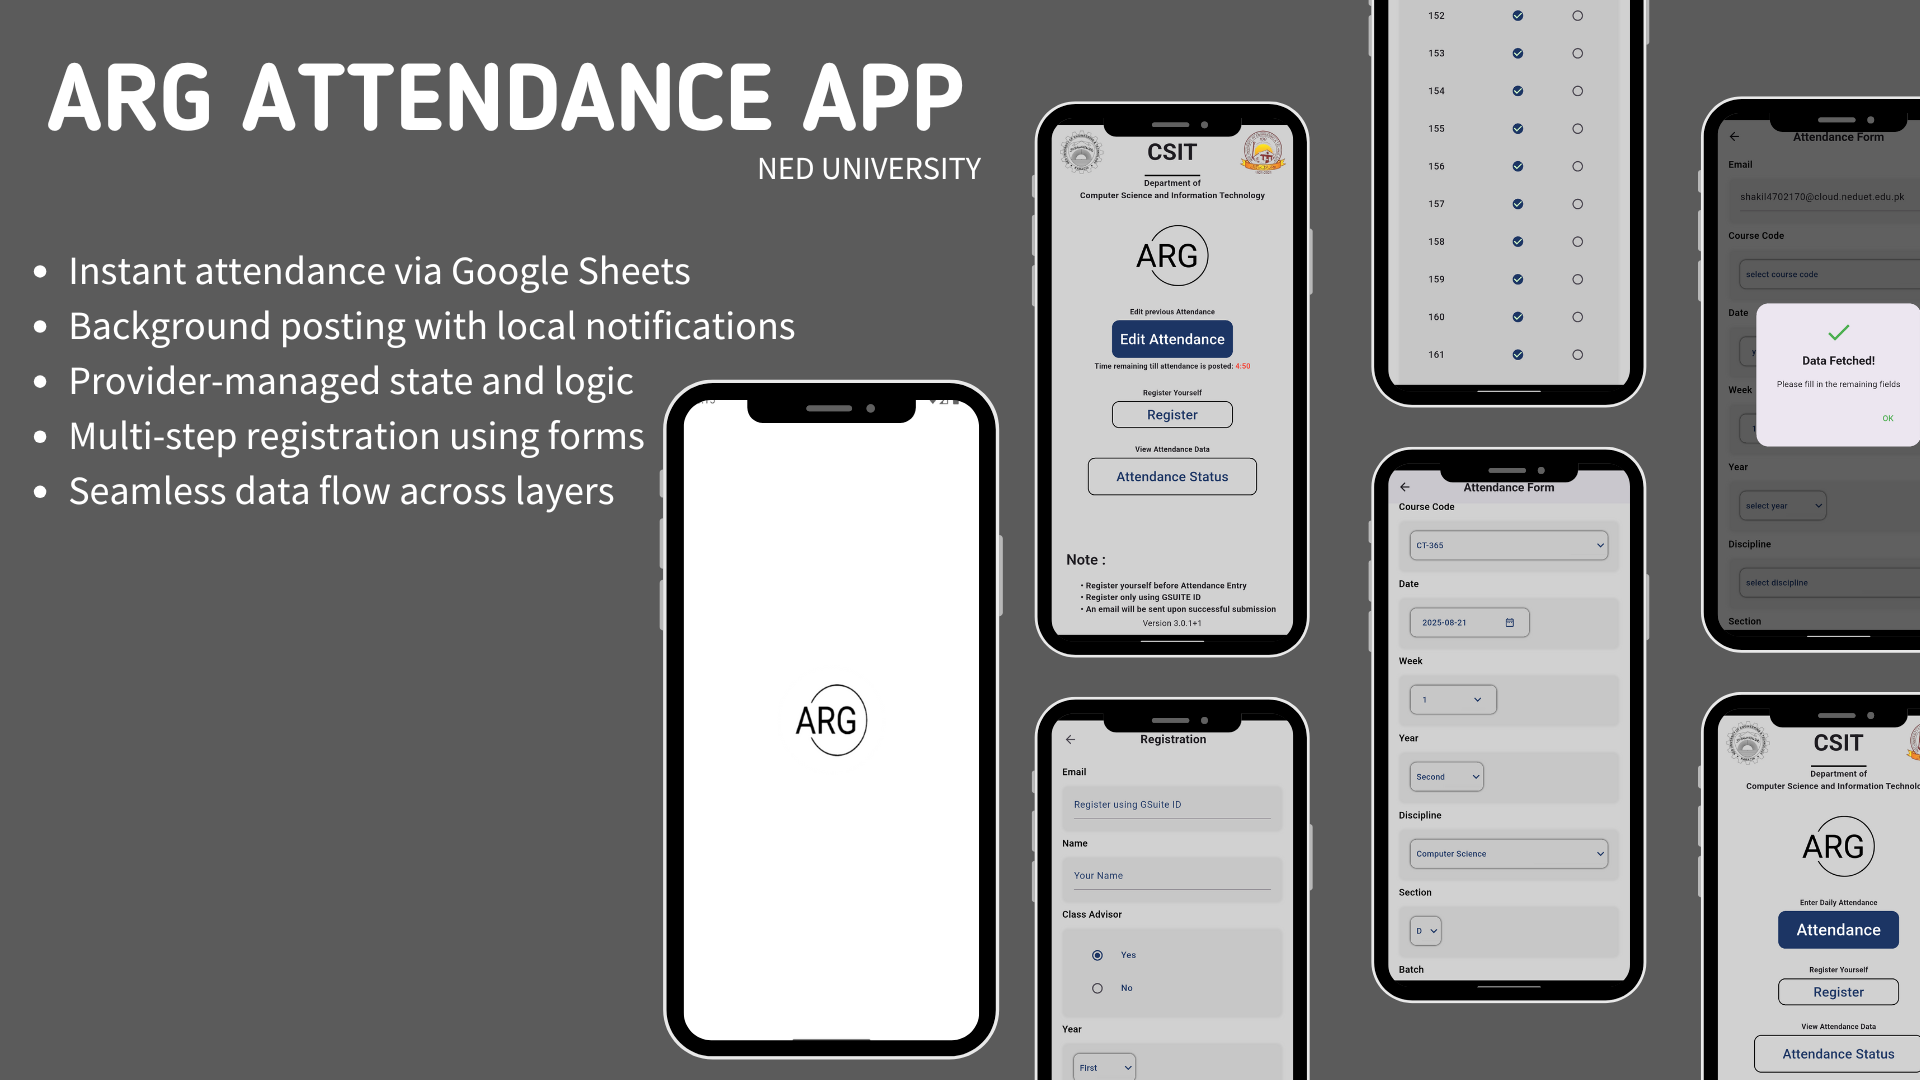 ARG ATTENDANCE APP
NED UNIVERSITY
• Instant attendance via Google Sheets
• Background posting with local notifications
• Provider-managed state and logic
• Multi-step registration using forms
• Seamless data flow across layers
ARG
CSIT
Department of
Computer Science and Information Technology
ARG
Edit previous Attendance
Edit Attendance
Time remaining till attendance is posted: 4:50
Register Yourself
Register
View Attendance Data
Attendance Status
Note :
• Register yourself before Attendance Entry
• Register only using GSUITE ID
• An email will be sent upon successful submission
Version 3.0.1+1
Registration
Email
Register using GSuite ID
Name
Your Name
Class Advisor
Yes
No
Year
First
152
153
154
155
156
157
158
159
160
161
Attendance Form
Course Code
CT-365
Date
2025-08-21
Week
1
Year
Second
Discipline
Computer Science
Section
D
Batch
Attendance Form
Email
shakil4702170@cloud.neduet.edu.pk
Course Code
select course code
Date
Data Fetched!
Please fill in the remaining fields
OK
Week
Year
select year
Discipline
select discipline
Section
CSIT
Department of
Computer Science and Information Technolo
ARG
Enter Daily Attendance
Attendance
Register Yourself
Register
View Attendance Data
Attendance Status